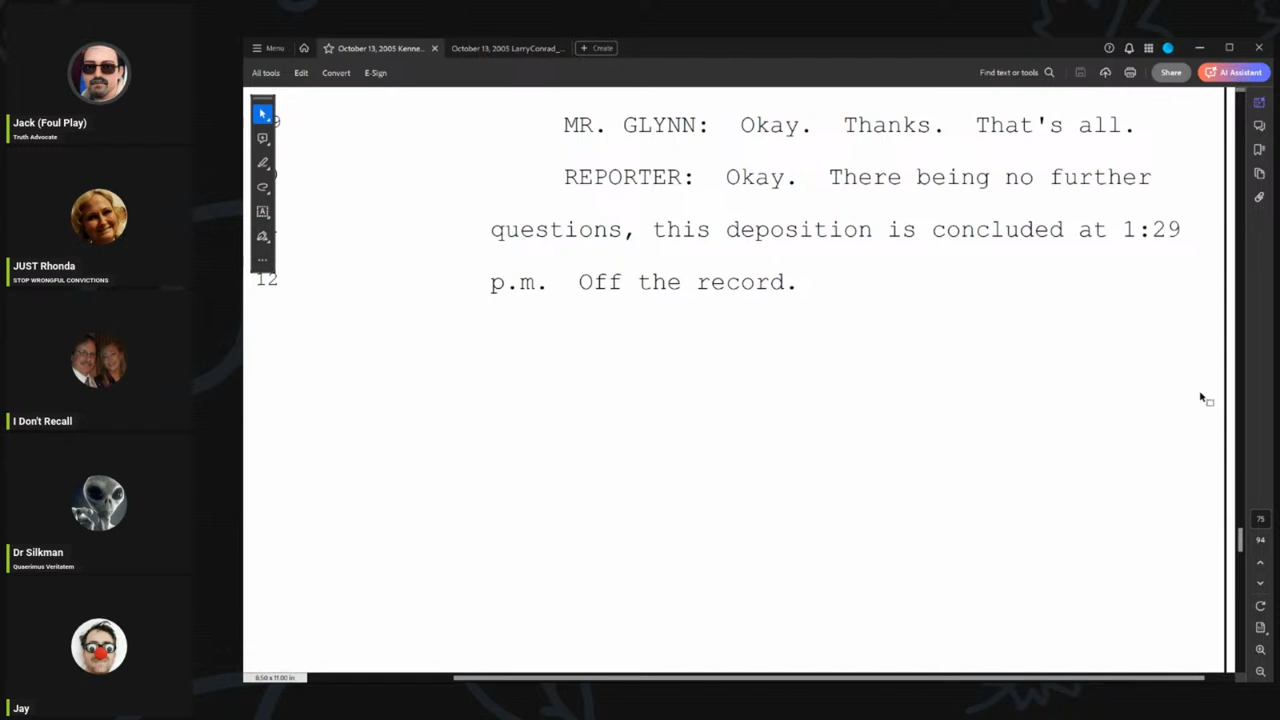 Jack (Foul Play)
Truth Advocate
JUST Rhonda
STOP WRONGFUL CONVICTIONS
I Don't Recall
Dr Silkman
Quaerimus Veritatem
Jay
Menu
October 13, 2005 Kenne...
October 13, 2005 LarryConrad_...
+ Create
All tools Edit Convert E-Sign
Find text or tools
Share
AI Assistant
MR. GLYNN: Okay. Thanks. That's all.
REPORTER: Okay. There being no further
questions, this deposition is concluded at 1:29
12 p.m. Off the record.
75
94
8.50 x 11.00 in